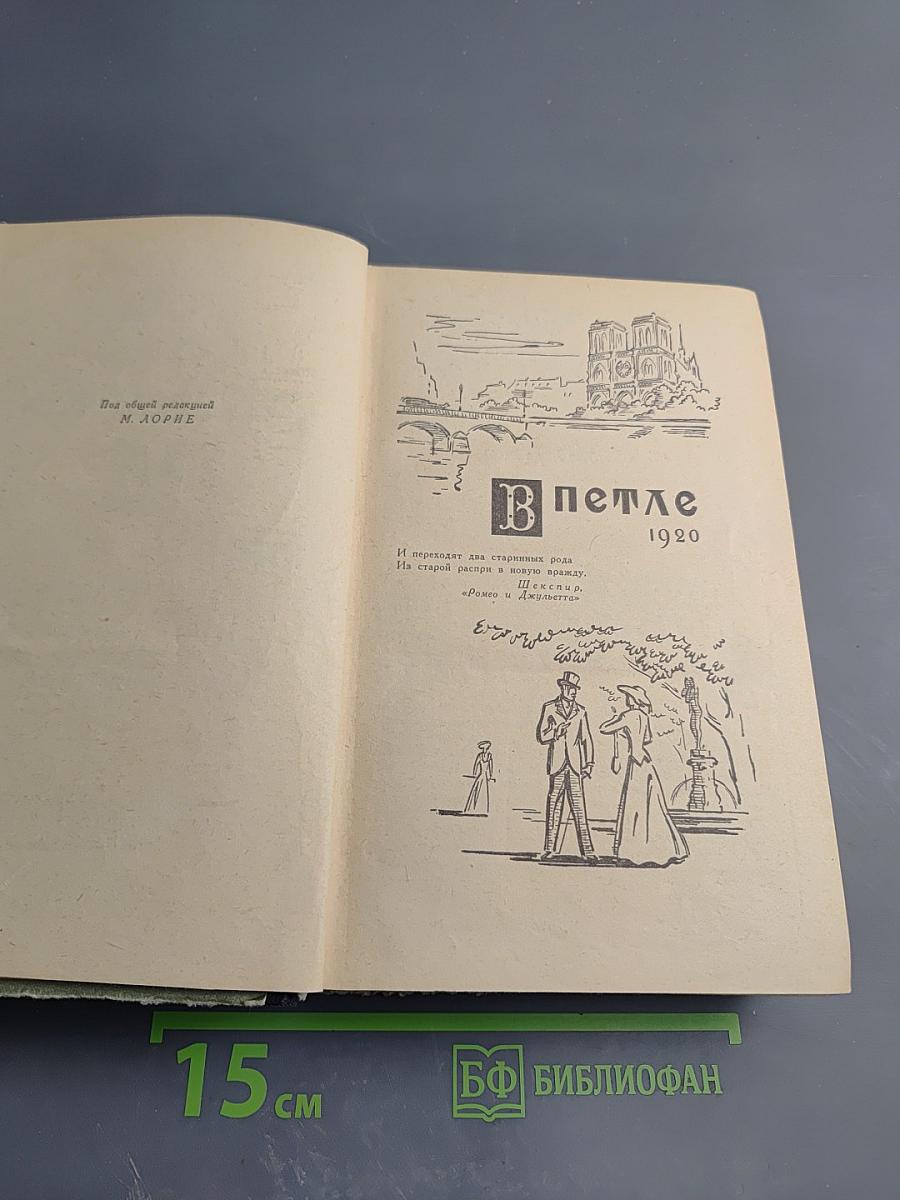 Под общей редакцией
М. ЛОРИЕ
В ПЕТЛЕ
1920
И переходят два старинных рода
Из старой распри в новую вражду.
Шекспир,
«Ромео и Джульетта»
15 см
БФ БИБЛИОФАН